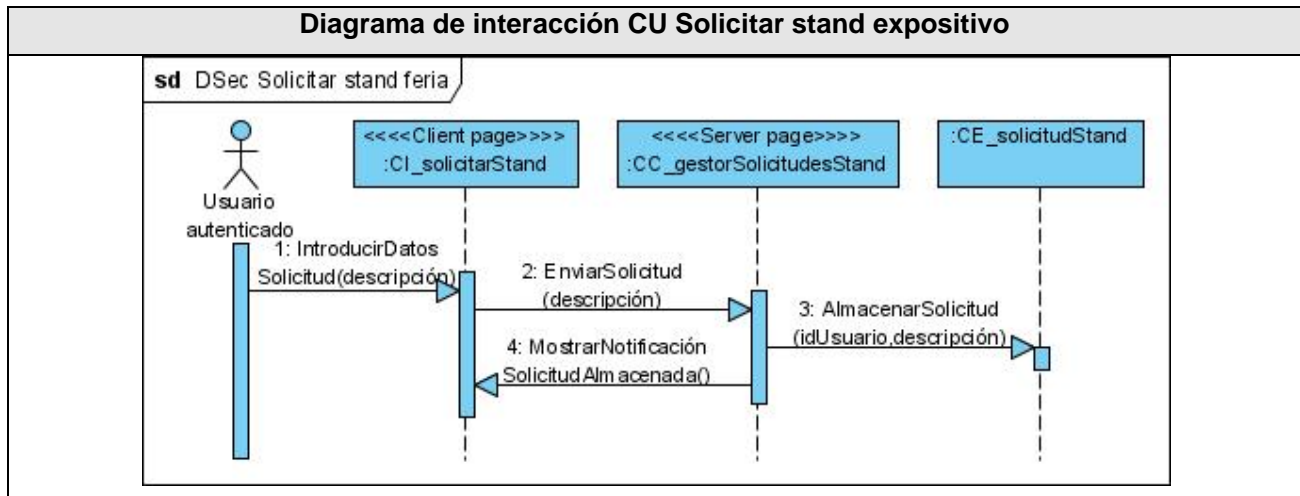 Diagrama de interacción CU Solicitar stand expositivo
sd DSec Solicitar stand feria
<<<<Client page>>>>
:CI_solicitarStand
<<<<Server page>>>>
:CC_gestorSolicitudesStand
:CE_solicitudStand
Usuario
autenticado
1: IntroducirDatos
Solicitud(descripción)
2: EnviarSolicitud
(descripción)
3: AlmacenarSolicitud
(idUsuario,descripción)
4: MostrarNotificación
SolicitudAlmacenada()